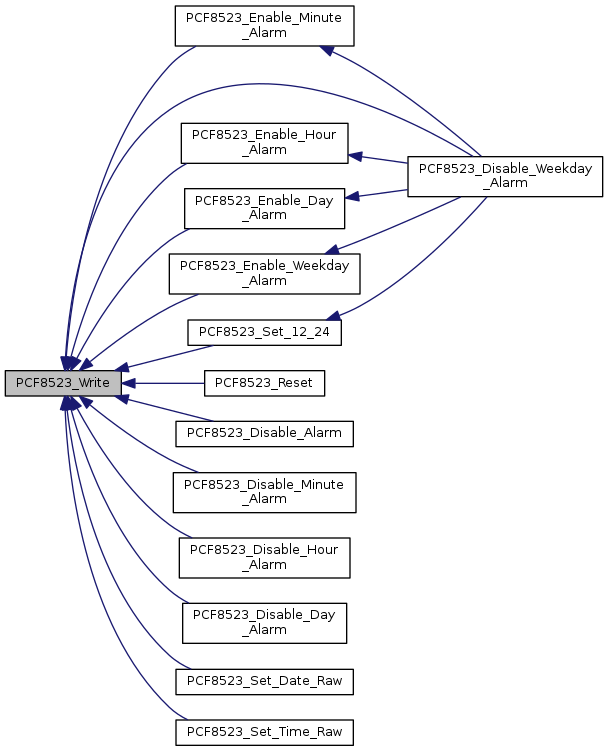 PCF8523_Enable_Minute
_Alarm
PCF8523_Enable_Hour
_Alarm
PCF8523_Disable_Weekday
_Alarm
PCF8523_Enable_Day
_Alarm
PCF8523_Enable_Weekday
_Alarm
PCF8523_Set_12_24
PCF8523_Write
PCF8523_Reset
PCF8523_Disable_Alarm
PCF8523_Disable_Minute
_Alarm
PCF8523_Disable_Hour
_Alarm
PCF8523_Disable_Day
_Alarm
PCF8523_Set_Date_Raw
PCF8523_Set_Time_Raw